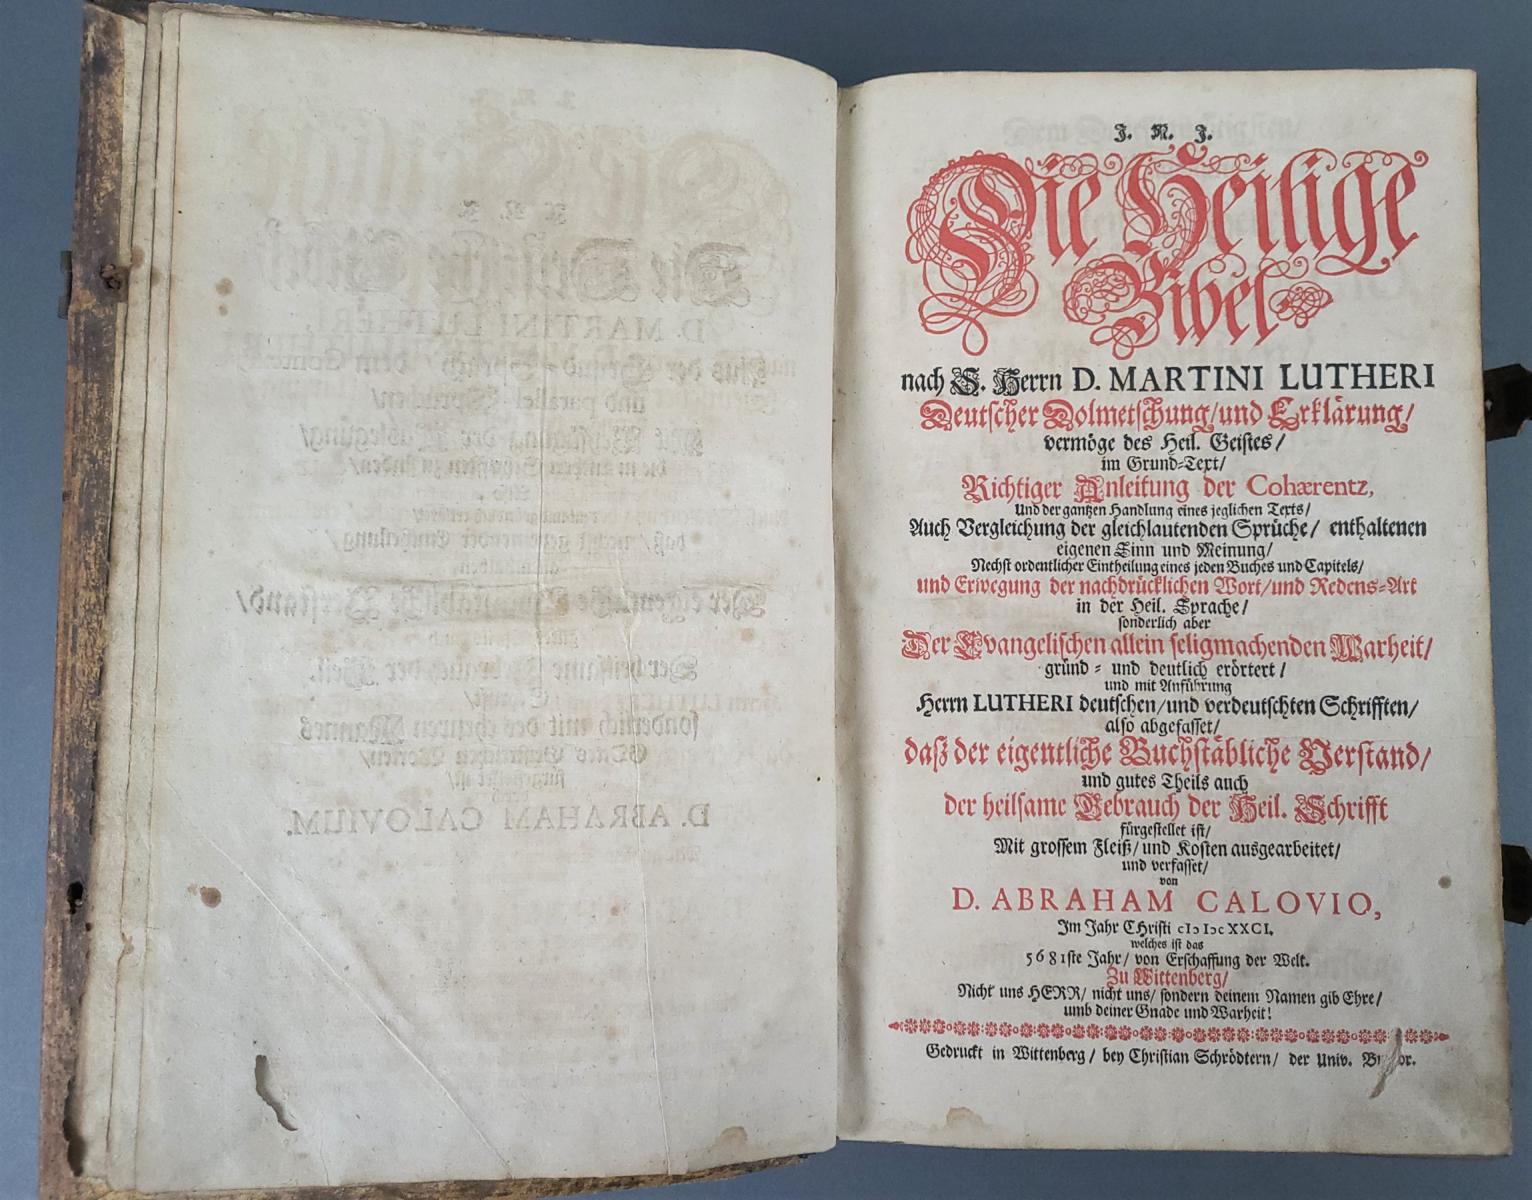 J. N. J.
Die Heilige
Bibel
nach S. Herrn D. MARTINI LUTHERI
Deutscher Dolmetschung/und Erklärung/
vermöge des Heil. Geistes/
im Grund-Text/
Richtiger Anleitung der Cohærentz,
Und der gantzen Handlung eines jeglichen Texts/
Auch Vergleichung der gleichlautenden Sprüche/ enthaltenen
eigenen Sinn und Meinung/
Nechst ordentlicher Eintheilung eines jeden Buches und Capitels/
und Erwegung der nachdrücklichen Wort/und Redens-Art
in der Heil. Sprache/
sonderlich aber
Der Evangelischen allein seligmachenden Warheit/
gründ- und deutlich erörtert/
und mit Anführung
Herrn LUTHERI deutschen/und verdeutschten Schrifften/
also abgefasset/
daß der eigentliche Buchstäbliche Verstand/
und gutes Theils auch
der heilsame Gebrauch der Heil. Schrifft
fürgestellet ist/
Mit grossem Fleiß/und Kosten ausgearbeitet/
und verfasset/
von
D. ABRAHAM CALOVIO,
Im Jahr CHristi cIɔ Iɔc XXCI.
welches ist das
5681ste Jahr/ von Erschaffung der Welt.
Zu Wittenberg/
Nicht uns HERR/ nicht uns/ sondern deinem Namen gib Ehre/
umb deiner Gnade und Warheit!
Gedruckt in Wittenberg/ bey Christian Schrödtern/ der Univ.